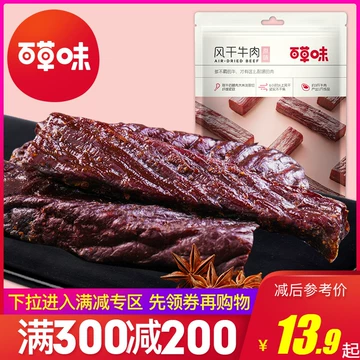 百草味
风干牛肉
AIR-DRIED BEEF
百草味
下拉进入满减专区 先领券再购物
减后参考价
满300减200
¥ 13.9起